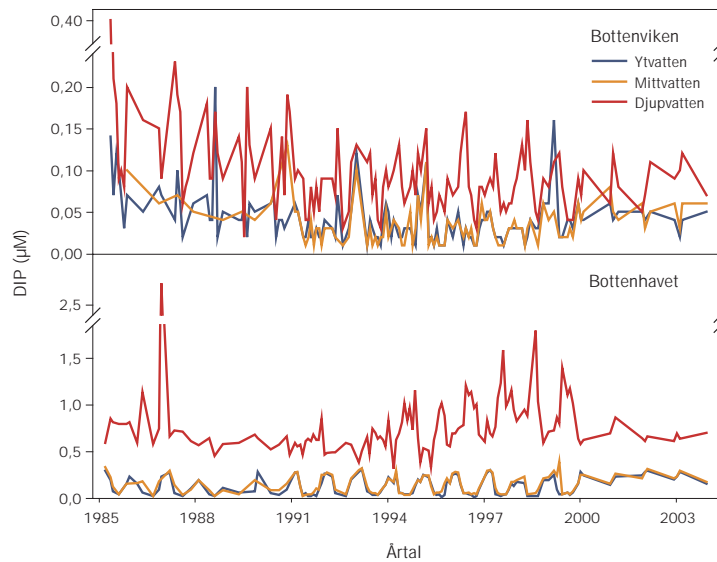 Bottenviken
Ytvatten
Mittvatten
Djupvatten
0,40
0,20
0,15
0,10
0,05
0,00
DIP (µM)
Bottenhavet
2,5
1,5
1,0
0,5
0,0
1985 1988 1991 1994 1997 2000 2003
Årtal